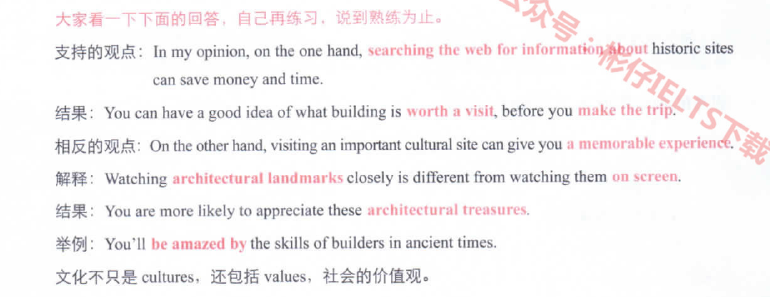 大家看一下下面的回答，自己再练习，说到熟练为止。
支持的观点：In my opinion, on the one hand, searching the web for information about historic sites
can save money and time.
结果：You can have a good idea of what building is worth a visit, before you make the trip.
相反的观点：On the other hand, visiting an important cultural site can give you a memorable experience.
解释：Watching architectural landmarks closely is different from watching them on screen.
结果：You are more likely to appreciate these architectural treasures.
举例：You'll be amazed by the skills of builders in ancient times.
文化不只是 cultures，还包括 values，社会的价值观。
众号：彬仔IELTS下载